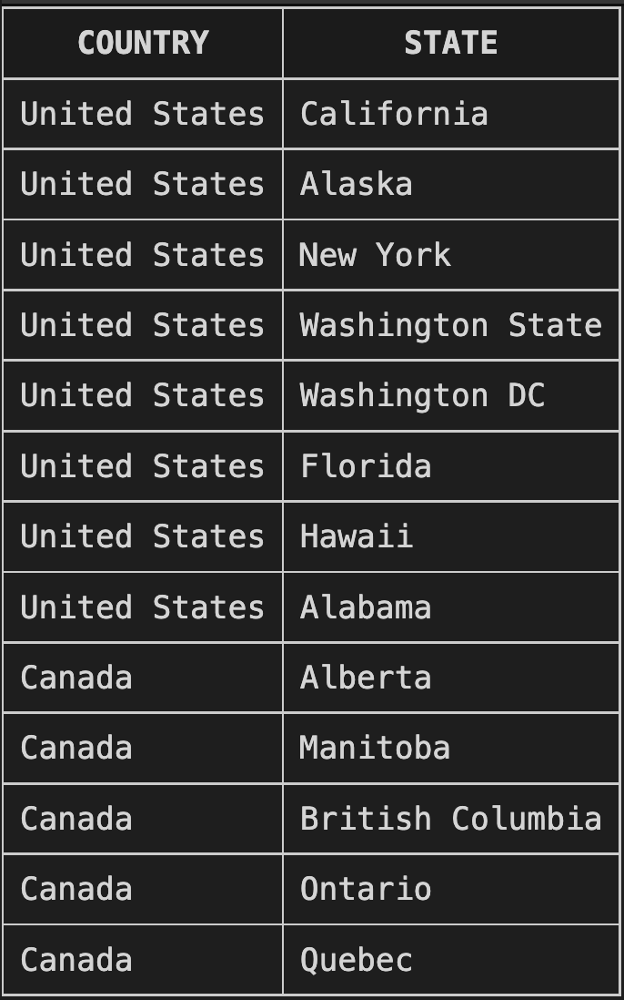 COUNTRY STATE
United States California
United States Alaska
United States New York
United States Washington State
United States Washington DC
United States Florida
United States Hawaii
United States Alabama
Canada Alberta
Canada Manitoba
Canada British Columbia
Canada Ontario
Canada Quebec